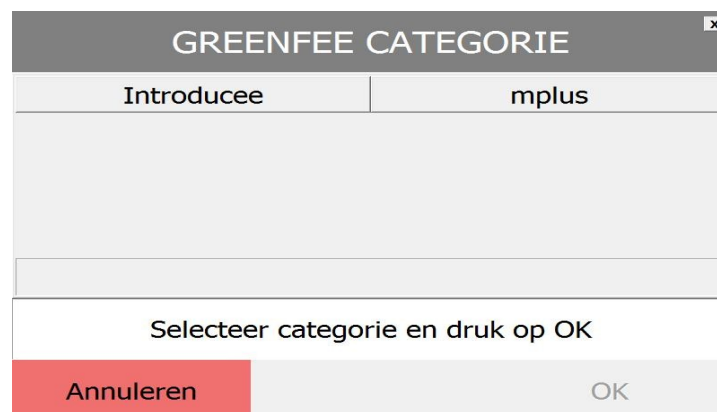 GREENFEE CATEGORIE
x
Introducee mplus
Selecteer categorie en druk op OK
Annuleren OK